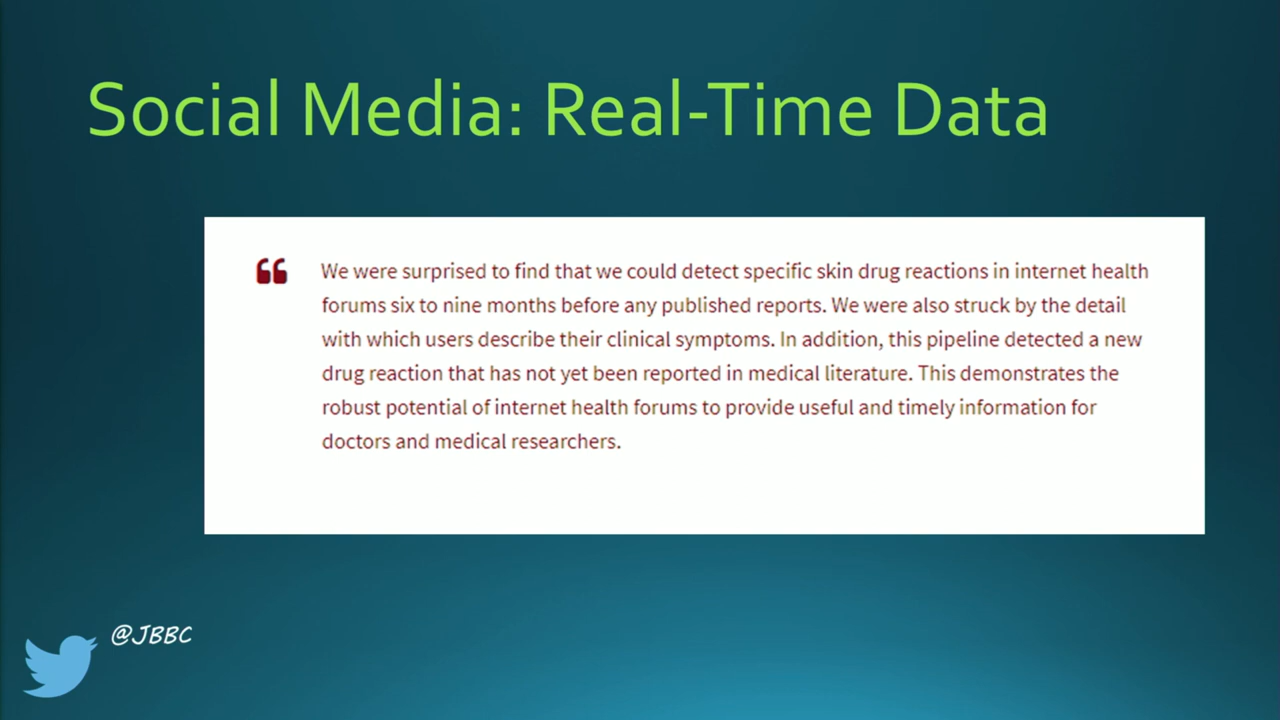 Social Media: Real-Time Data
“
We were surprised to find that we could detect specific skin drug reactions in internet health
forums six to nine months before any published reports. We were also struck by the detail
with which users describe their clinical symptoms. In addition, this pipeline detected a new
drug reaction that has not yet been reported in medical literature. This demonstrates the
robust potential of internet health forums to provide useful and timely information for
doctors and medical researchers.
@JBBC